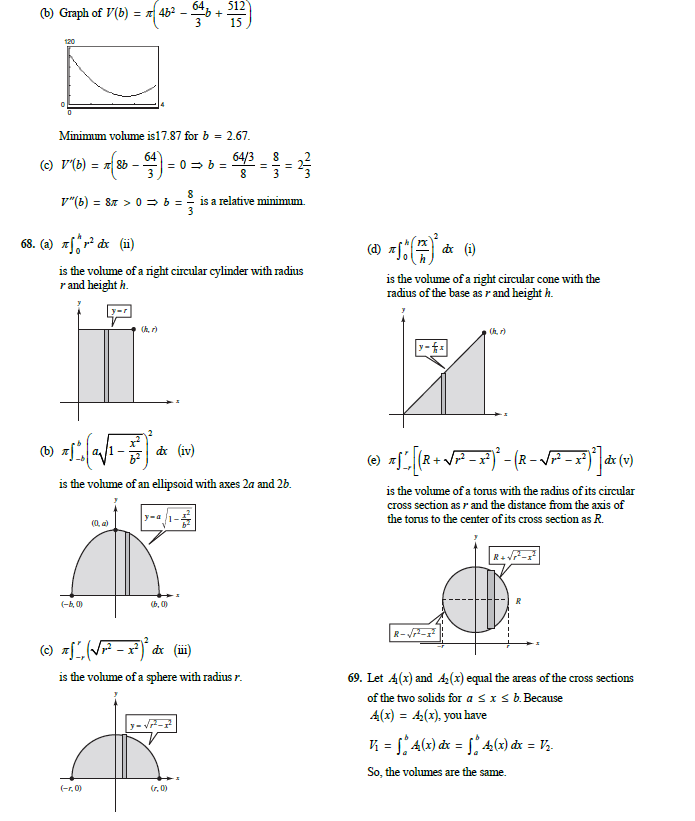 (b) Graph of V(b) = π(4b² − 64/3 b + 512/15)
120
0
0
4
Minimum volume is17.87 for b = 2.67.
(c) V′(b) = π(8b − 64/3) = 0 ⇒ b = 64/3 / 8 = 8/3 = 2 2/3
V″(b) = 8π > 0 ⇒ b = 8/3 is a relative minimum.
68. (a) π∫₀ʰ r² dx (ii)
is the volume of a right circular cylinder with radius
r and height h.
y
y = r
(h, r)
x
(b) π∫₋ᵇᵇ (a√(1 − x²/b²))² dx (iv)
is the volume of an ellipsoid with axes 2a and 2b.
y
(0, a)
y = a√(1 − x²/b²)
(−b, 0)
(b, 0)
x
(c) π∫₋ᵣʳ (√(r² − x²))² dx (iii)
is the volume of a sphere with radius r.
y
y = √(r² − x²)
(−r, 0)
(r, 0)
x
(d) π∫₀ʰ (rx/h)² dx (i)
is the volume of a right circular cone with the
radius of the base as r and height h.
y
(h, r)
y = r/h x
x
(e) π∫₋ᵣʳ [(R + √(r² − x²))² − (R − √(r² − x²))²] dx (v)
is the volume of a torus with the radius of its circular
cross section as r and the distance from the axis of
the torus to the center of its cross section as R.
y
R + √(r² − x²)
R
R − √(r² − x²)
−r
r
x
69. Let A₁(x) and A₂(x) equal the areas of the cross sections
of the two solids for a ≤ x ≤ b. Because
A₁(x) = A₂(x), you have
V₁ = ∫ₐᵇ A₁(x) dx = ∫ₐᵇ A₂(x) dx = V₂.
So, the volumes are the same.